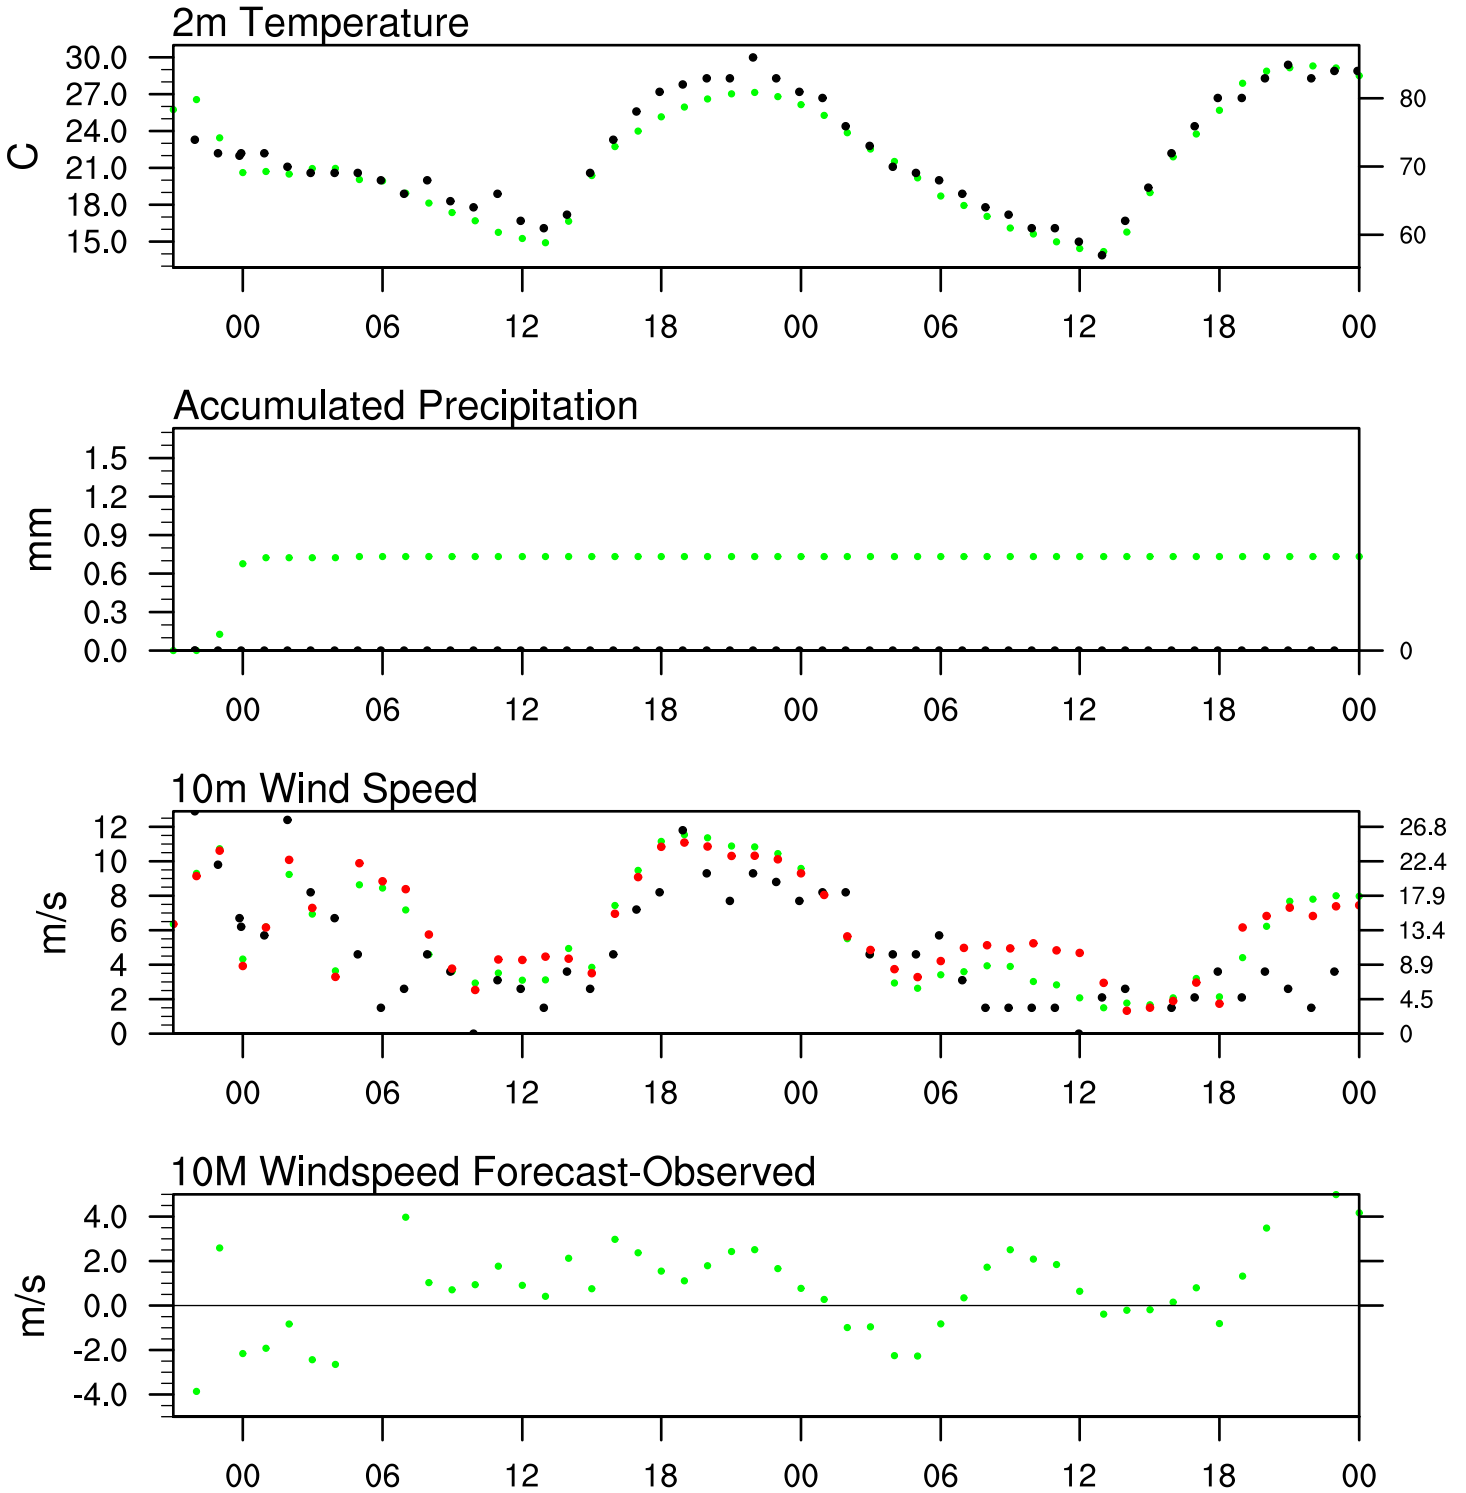 2m Temperature
30.0
27.0
24.0
21.0
18.0
15.0
C
80
70
60
00 06 12 18 00 06 12 18 00
Accumulated Precipitation
1.5
1.2
0.9
0.6
0.3
0.0
mm
0
00 06 12 18 00 06 12 18 00
10m Wind Speed
12
10
8
6
4
2
0
m/s
26.8
22.4
17.9
13.4
8.9
4.5
0
00 06 12 18 00 06 12 18 00
10M Windspeed Forecast-Observed
4.0
2.0
0.0
-2.0
-4.0
m/s
00 06 12 18 00 06 12 18 00